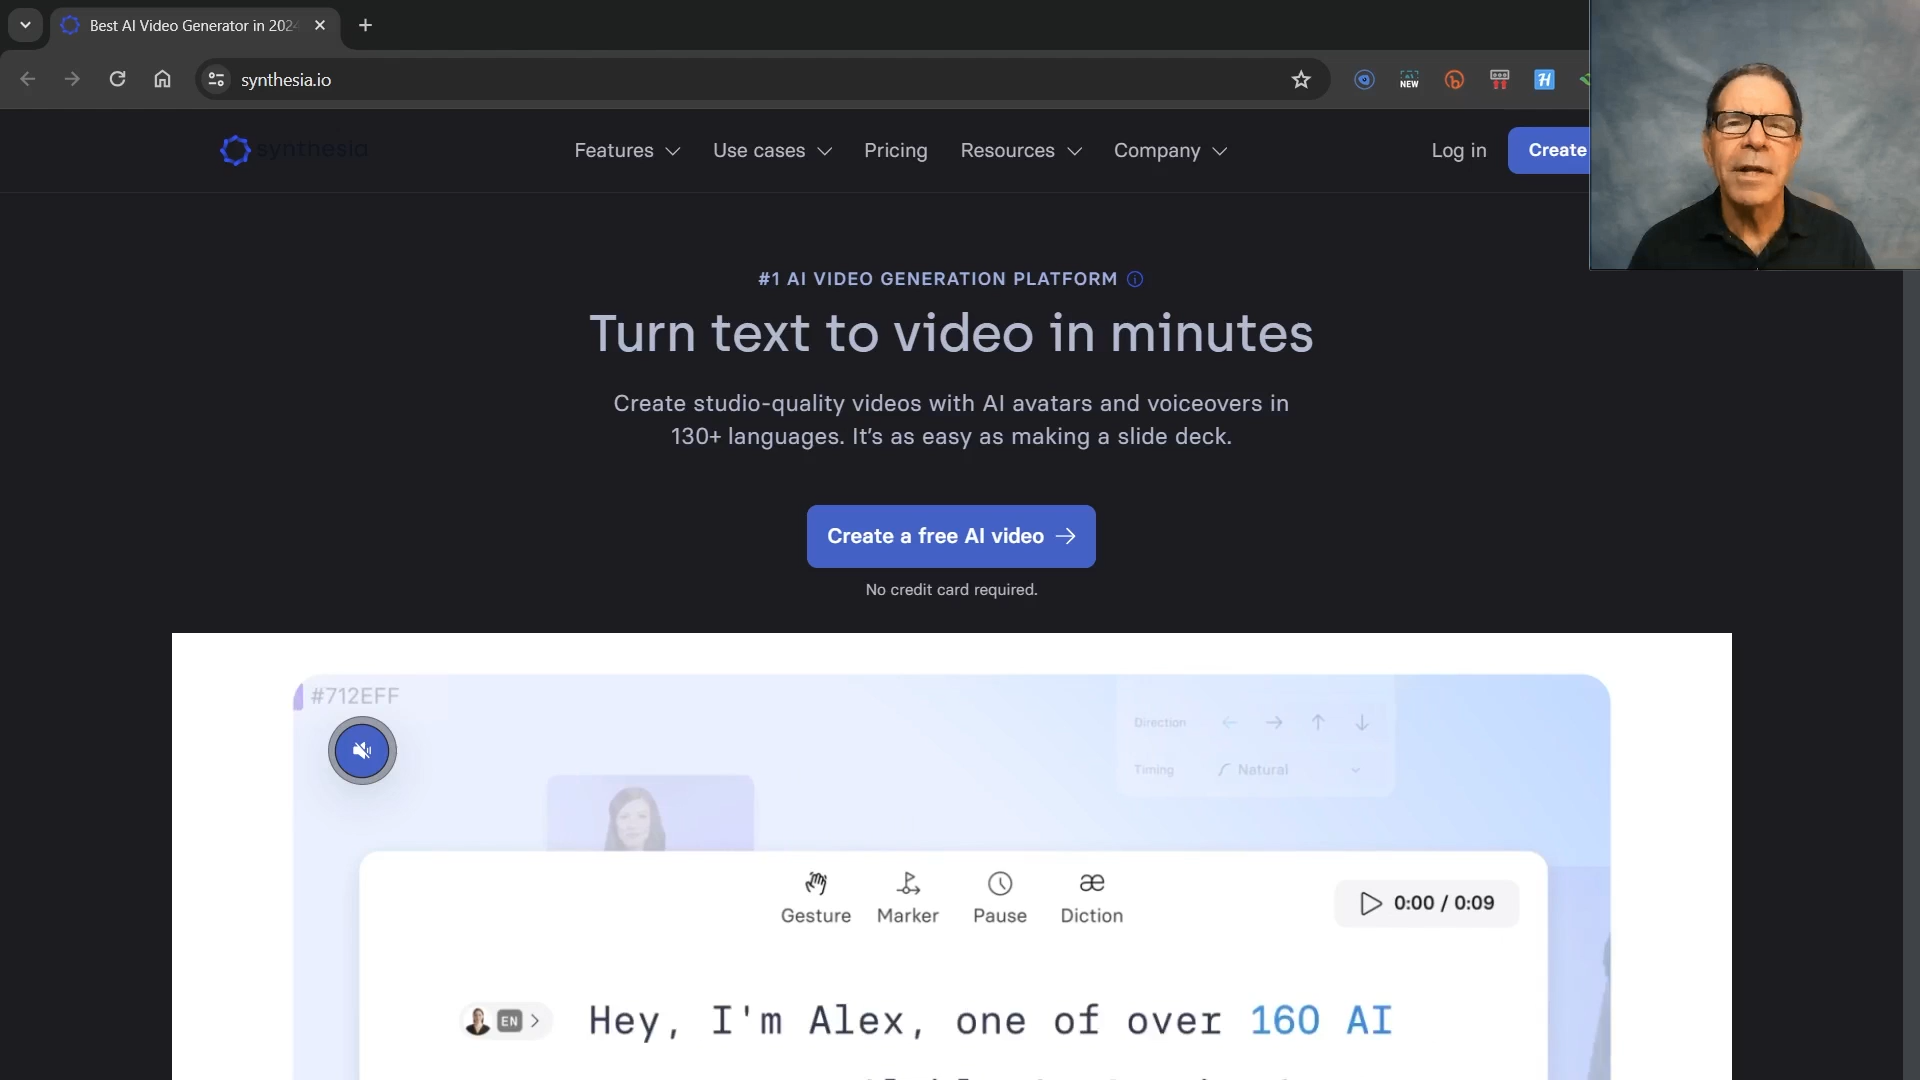 Best AI Video Generator in 202
synthesia.io
NEW
synthesia
Features
Use cases
Pricing
Resources
Company
Log in
Create
#1 AI VIDEO GENERATION PLATFORM
Turn text to video in minutes
Create studio-quality videos with AI avatars and voiceovers in
130+ languages. It’s as easy as making a slide deck.
Create a free AI video →
No credit card required.
#712EFF
Direction
Timing
Natural
Gesture
Marker
Pause
Diction
0:00 / 0:09
EN
Hey, I'm Alex, one of over 160 AI